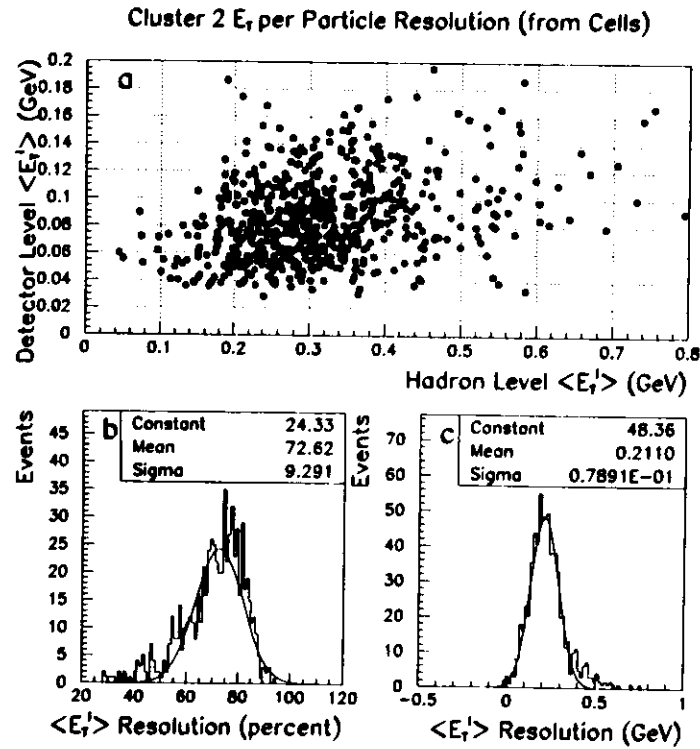 Cluster 2 E_T per Particle Resolution (from Cells)
Detector Level <E_T^I> (GeV)
a
0.2
0.18
0.16
0.14
0.12
0.1
0.08
0.06
0.04
0.02
0
0 0.1 0.2 0.3 0.4 0.5 0.6 0.7 0.8
Hadron Level <E_T^I> (GeV)
Events
b
Constant 24.33
Mean 72.62
Sigma 9.291
45
40
35
30
25
20
15
10
5
0
20 40 60 80 100 120
<E_T^I> Resolution (percent)
Events
c
Constant 48.36
Mean 0.2110
Sigma 0.7891E-01
70
60
50
40
30
20
10
0
-0.5 0 0.5 1
<E_T^I> Resolution (GeV)